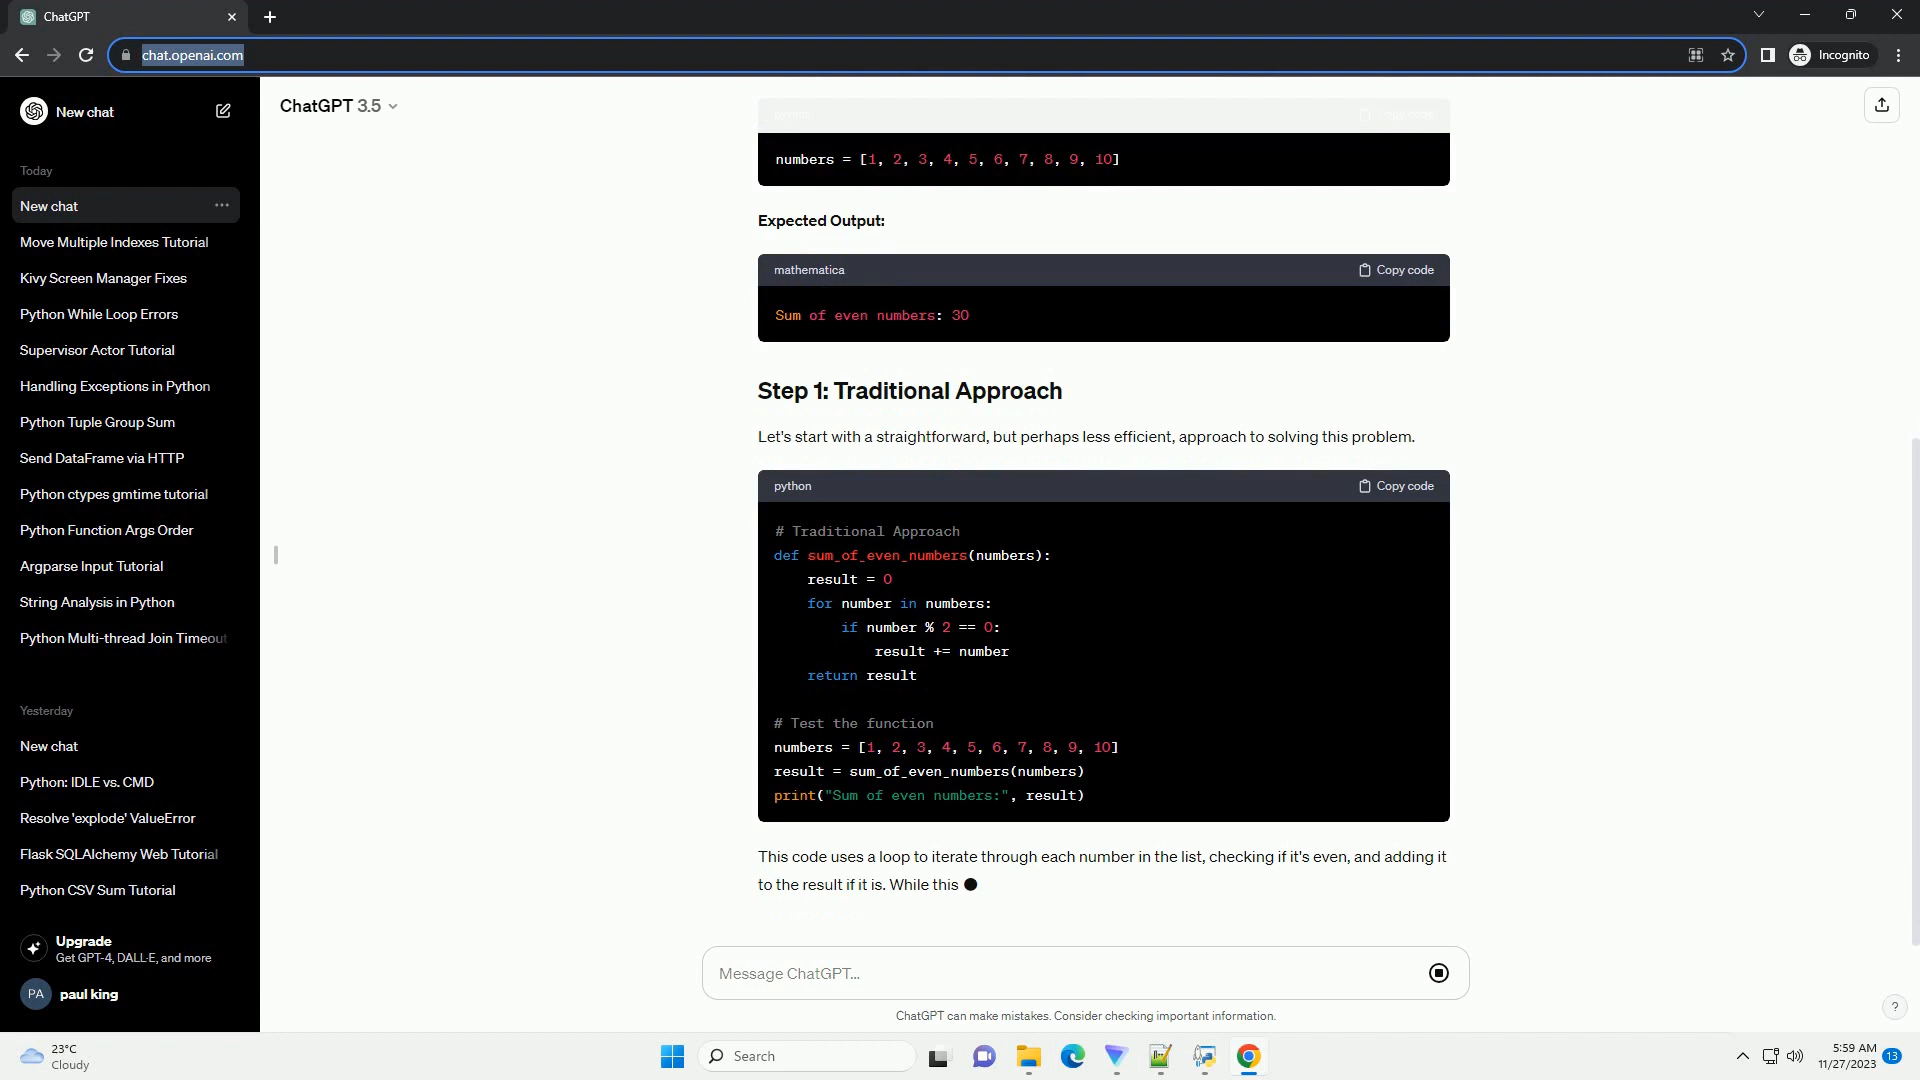 ChatGPT
chat.openai.com
Incognito
New chat
Today
New chat
Move Multiple Indexes Tutorial
Kivy Screen Manager Fixes
Python While Loop Errors
Supervisor Actor Tutorial
Handling Exceptions in Python
Python Tuple Group Sum
Send DataFrame via HTTP
Python ctypes gmtime tutorial
Python Function Args Order
Argparse Input Tutorial
String Analysis in Python
Python Multi-thread Join Timeout
Yesterday
New chat
Python: IDLE vs. CMD
Resolve 'explode' ValueError
Flask SQLAlchemy Web Tutorial
Python CSV Sum Tutorial
Upgrade
Get GPT-4, DALL·E, and more
PA paul king
ChatGPT 3.5
python Copy code
numbers = [1, 2, 3, 4, 5, 6, 7, 8, 9, 10]
Expected Output:
mathematica Copy code
Sum of even numbers: 30
Step 1: Traditional Approach
Let's start with a straightforward, but perhaps less efficient, approach to solving this problem.
python Copy code
# Traditional Approach
def sum_of_even_numbers(numbers):
result = 0
for number in numbers:
if number % 2 == 0:
result += number
return result
# Test the function
numbers = [1, 2, 3, 4, 5, 6, 7, 8, 9, 10]
result = sum_of_even_numbers(numbers)
print("Sum of even numbers:", result)
This code uses a loop to iterate through each number in the list, checking if it's even, and adding it
to the result if it is. While this
Message ChatGPT...
ChatGPT can make mistakes. Consider checking important information.
?
23°C
Cloudy
Search
5:59 AM
11/27/2023
13